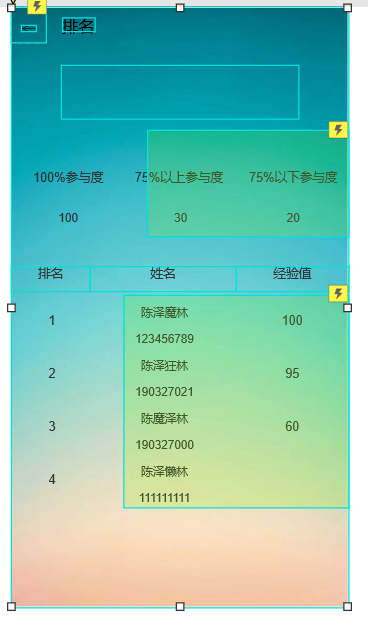 排名
100%参与度 75%以上参与度 75%以下参与度
100 30 20
排名 姓名 经验值
1 陈泽魔林 100
123456789
2 陈泽狂林 95
190327021
3 陈魔泽林 60
190327000
4 陈泽懒林
111111111